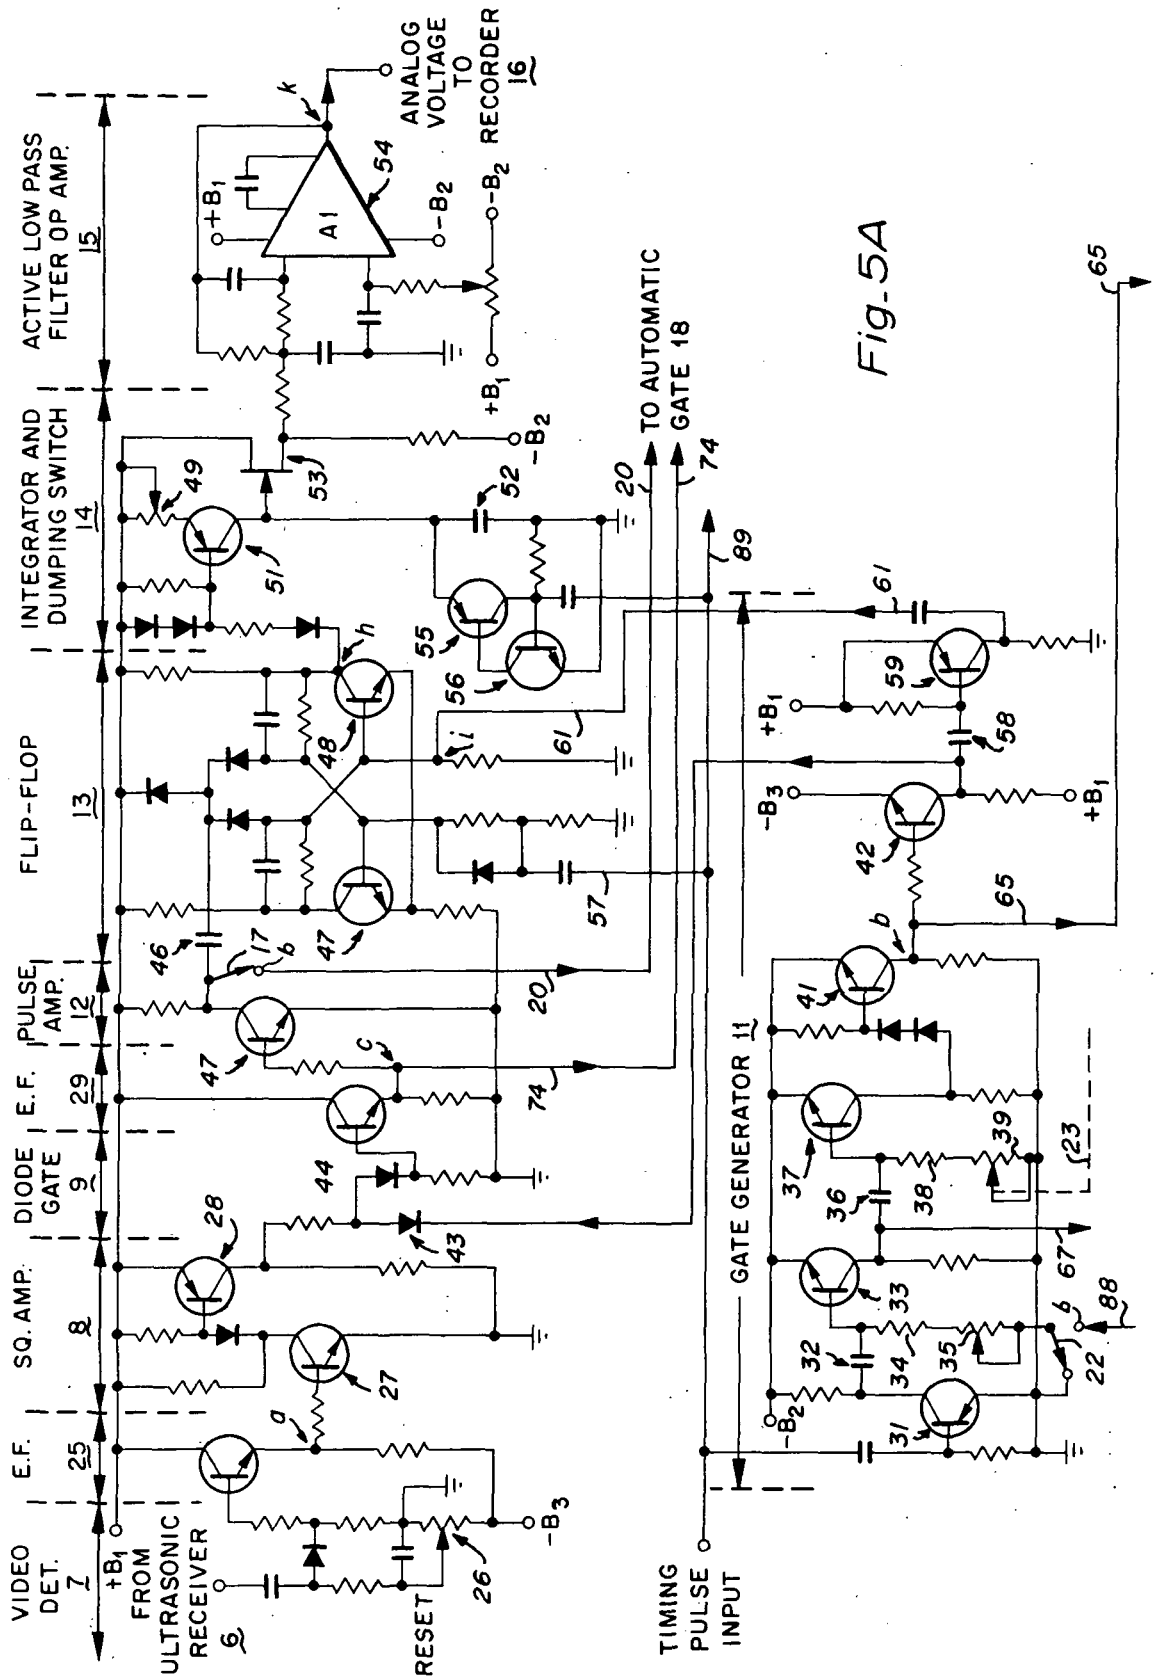 VIDEO
DET.
7
E.F.
25
SQ. AMP.
8
DIODE
GATE
9
E.F.
29
PULSE
AMP.
12
FLIP-FLOP
13
INTEGRATOR AND
DUMPING SWITCH
14
ACTIVE LOW PASS
FILTER OP AMP.
15
+B1
FROM
ULTRASONIC
RECEIVER
6
RESET
26
-B3
a
27
28
43
44
c
74
47
17
b
20
46
47
48
h
i
57
61
49
51
53
52
55
56
-B2
+B1
A1
54
-B2
k
ANALOG
VOLTAGE
TO
RECORDER
16
+B1
-B2
20
TO AUTOMATIC
GATE 18
74
89
TIMING
PULSE
INPUT
GATE GENERATOR 11
-B2
31
32
33
34
35
22
b
88
67
36
37
38
39
23
41
b
65
42
-B3
+B1
58
59
+B1
61
65
Fig. 5A